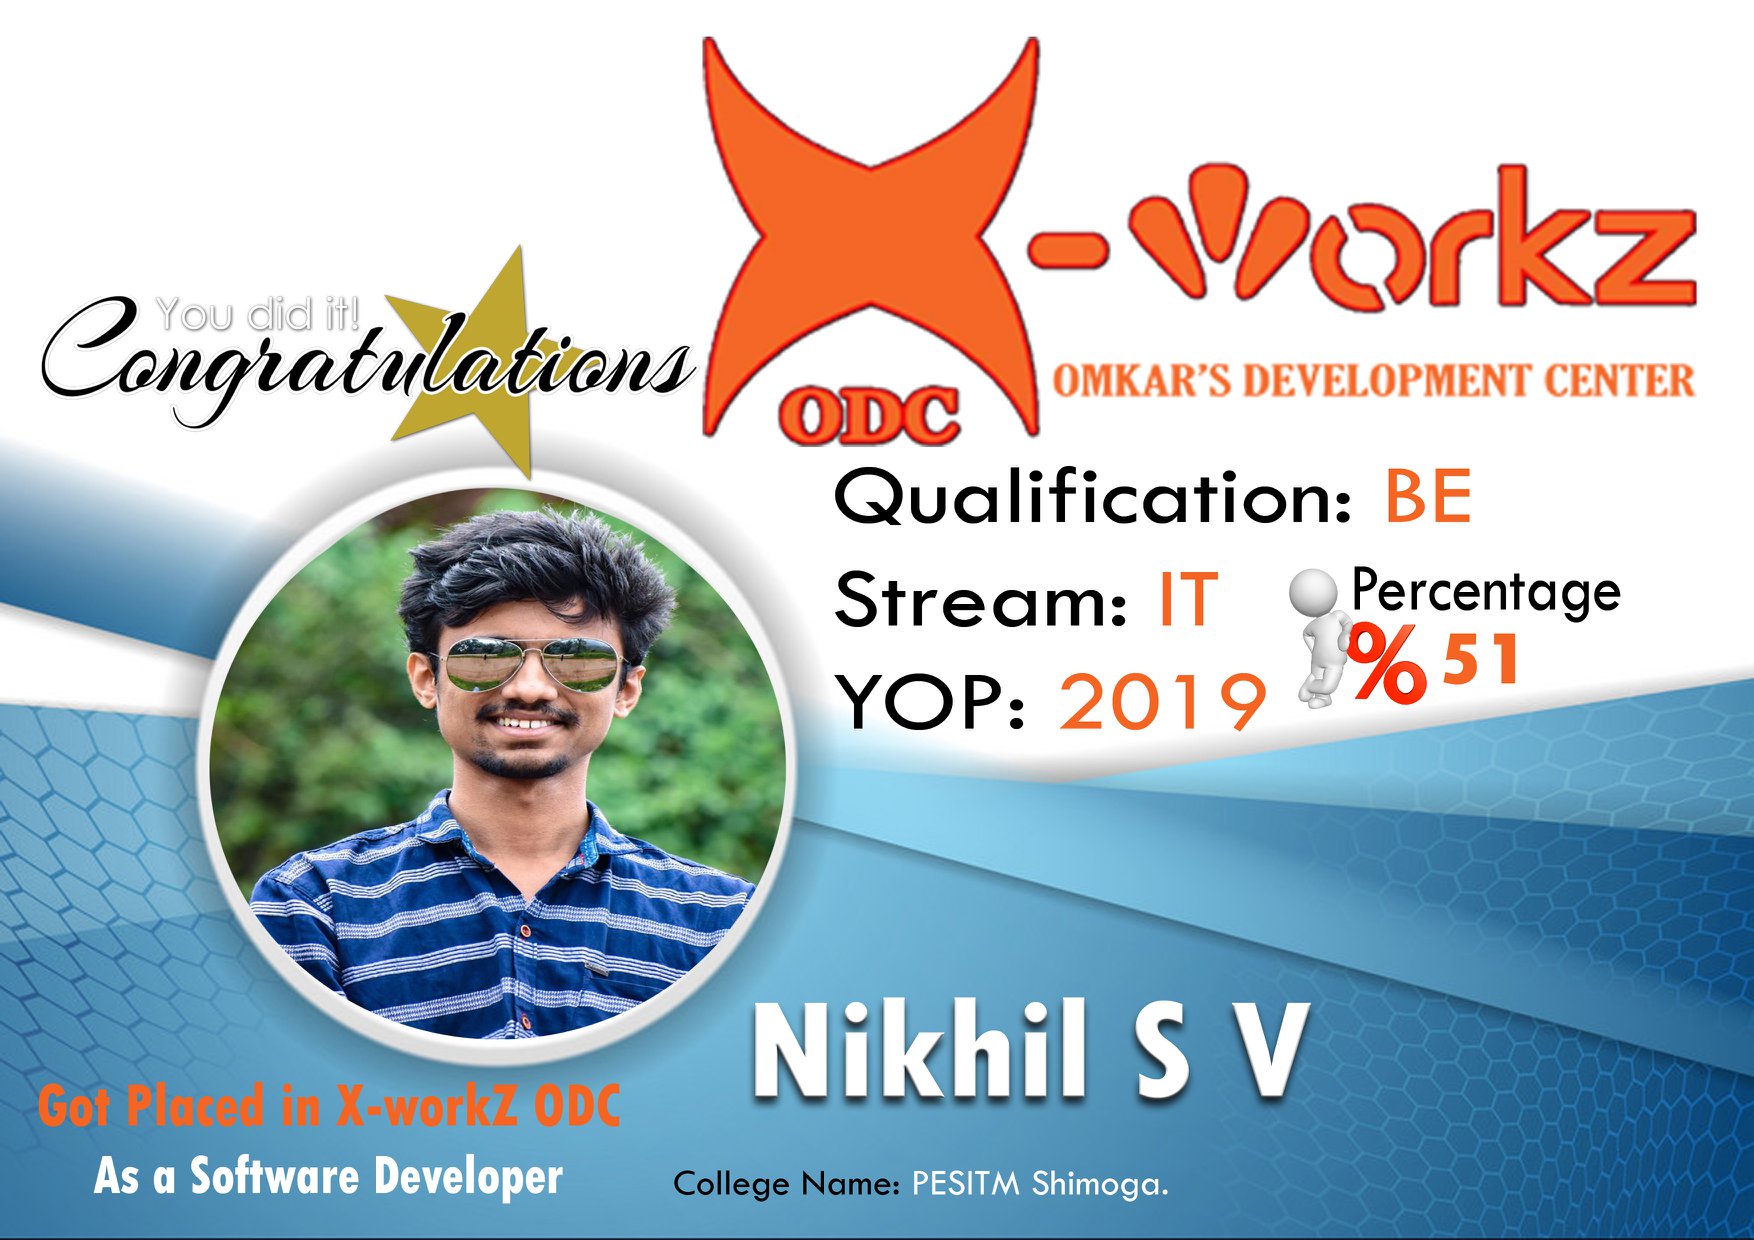 X-workz
ODC
OMKAR'S DEVELOPMENT CENTER
You did it!
Congratulations
Qualification: BE
Stream: IT
YOP: 2019
Percentage
% 51
Nikhil S V
Got Placed in X-workZ ODC
As a Software Developer
College Name: PESITM Shimoga.